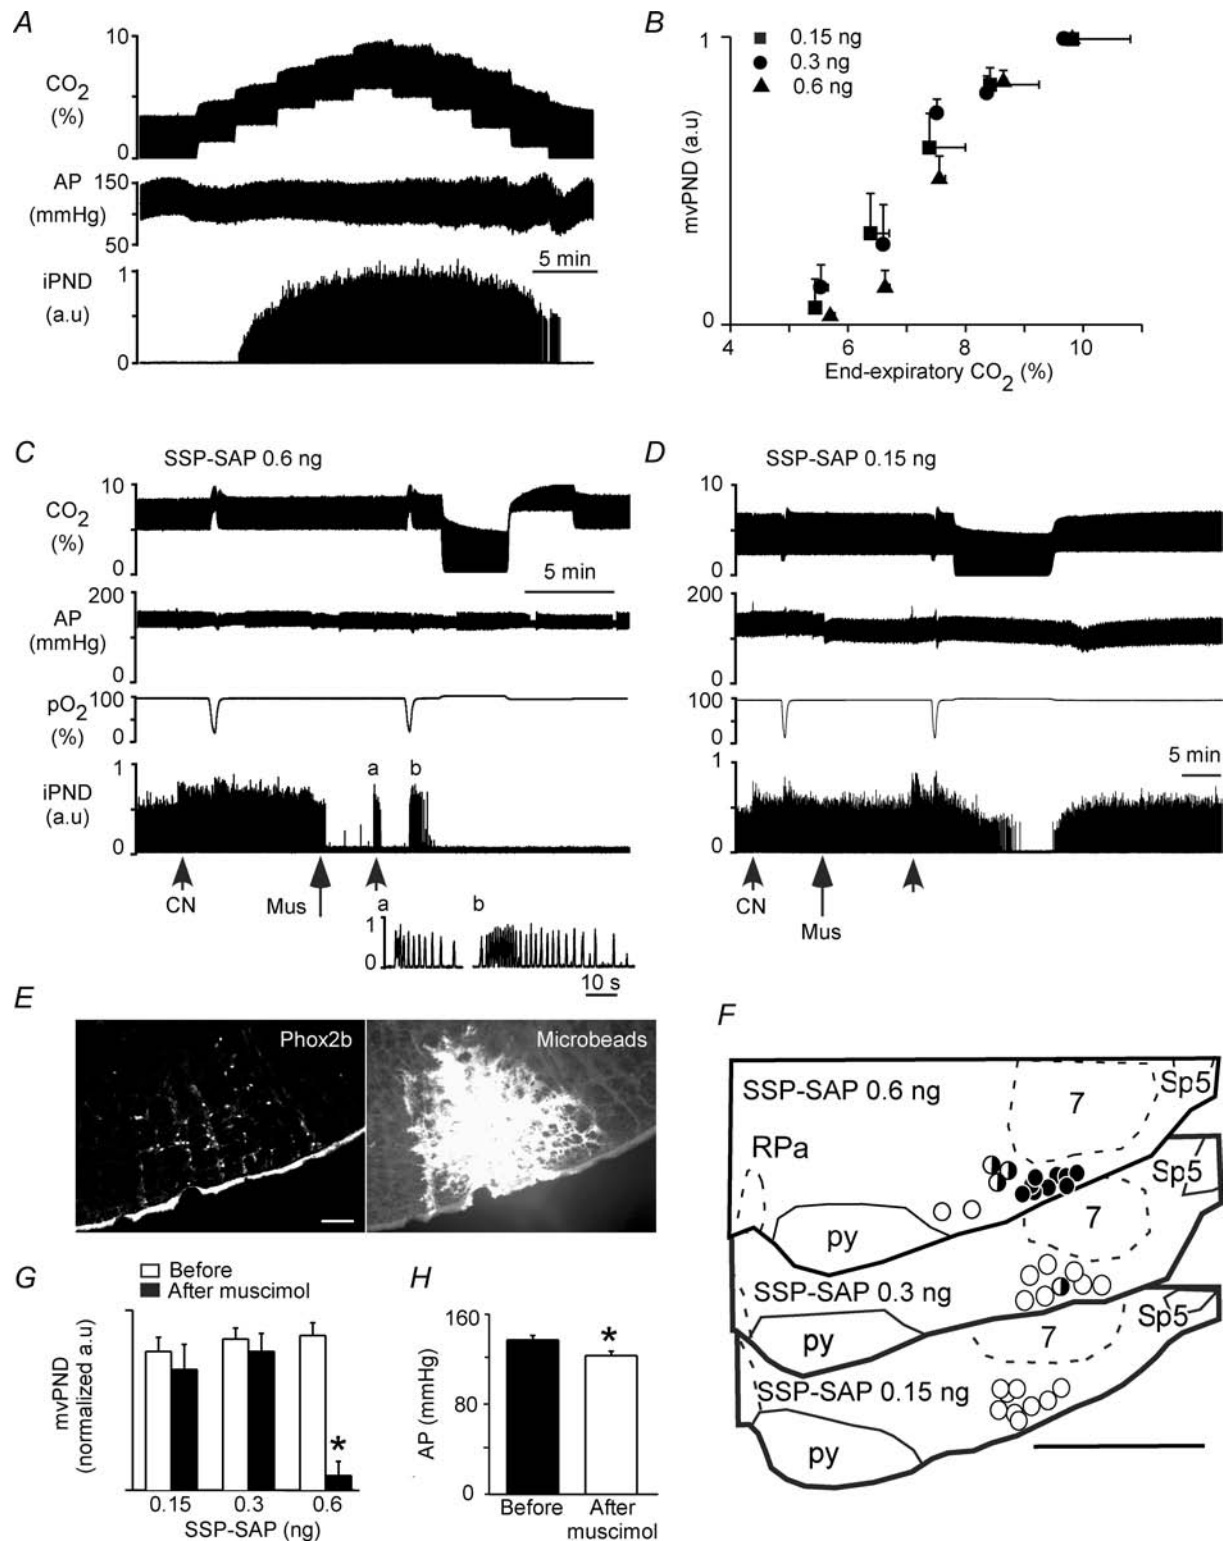 A
10
CO2
(%)
0
AP
(mmHg)
150
50
5 min
iPND
(a.u)
1
0
B
1
0.15 ng
0.3 ng
0.6 ng
mvPND (a.u)
0
4 6 8 10
End-expiratory CO2 (%)
C
SSP-SAP 0.6 ng
10
CO2
(%)
0
5 min
200
AP
(mmHg)
0
100
pO2
(%)
0
1
iPND
(a.u)
0
a b
CN Mus
a b
1
0
10 s
D
SSP-SAP 0.15 ng
10
0
200
100
0
100
0
5 min
1
0
CN
Mus
E
Phox2b
Microbeads
F
SSP-SAP 0.6 ng
7
Sp5
RPa
py
Sp5
7
SSP-SAP 0.3 ng
py
Sp5
7
SSP-SAP 0.15 ng
py
G
Before
After muscimol
mvPND
(normalized a.u)
*
0.15 0.3 0.6
SSP-SAP (ng)
H
160
80
0
AP (mmHg)
*
Before After
muscimol